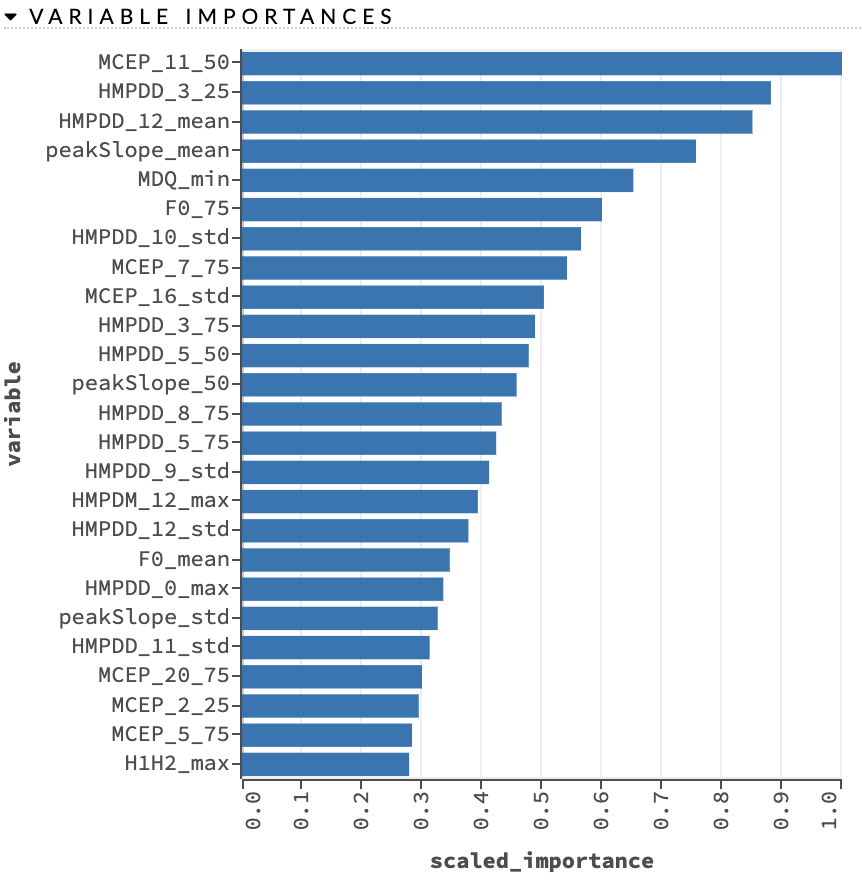 VARIABLE IMPORTANCES
MCEP_11_50
HMPDD_3_25
HMPDD_12_mean
peakSlope_mean
MDQ_min
F0_75
HMPDD_10_std
MCEP_7_75
MCEP_16_std
HMPDD_3_75
HMPDD_5_50
peakSlope_50
HMPDD_8_75
HMPDD_5_75
HMPDD_9_std
HMPDM_12_max
HMPDD_12_std
F0_mean
HMPDD_0_max
peakSlope_std
HMPDD_11_std
MCEP_20_75
MCEP_2_25
MCEP_5_75
H1H2_max
variable
0.0 0.1 0.2 0.3 0.4 0.5 0.6 0.7 0.8 0.9 1.0
scaled_importance